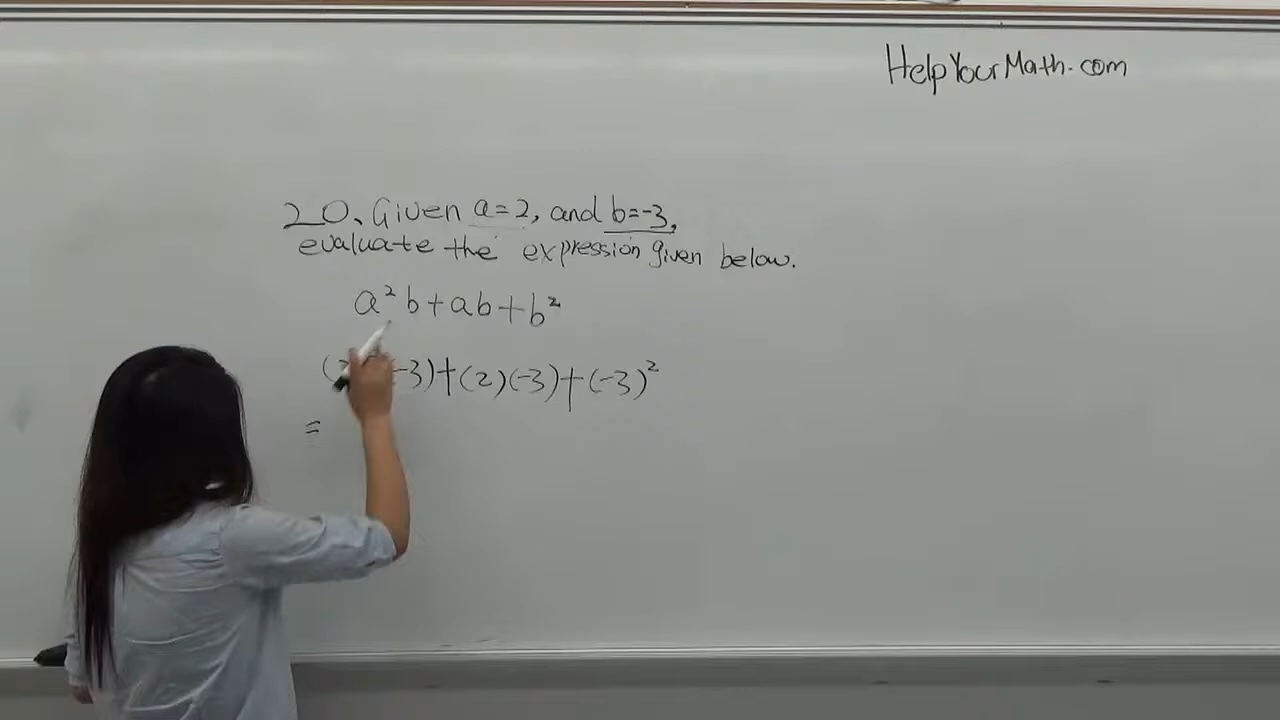 HelpYourMath.com
20. Given a=2, and b=-3,
evaluate the expression given below.
a²b+ab+b²
-3)+(2)(-3)+(-3)²
=